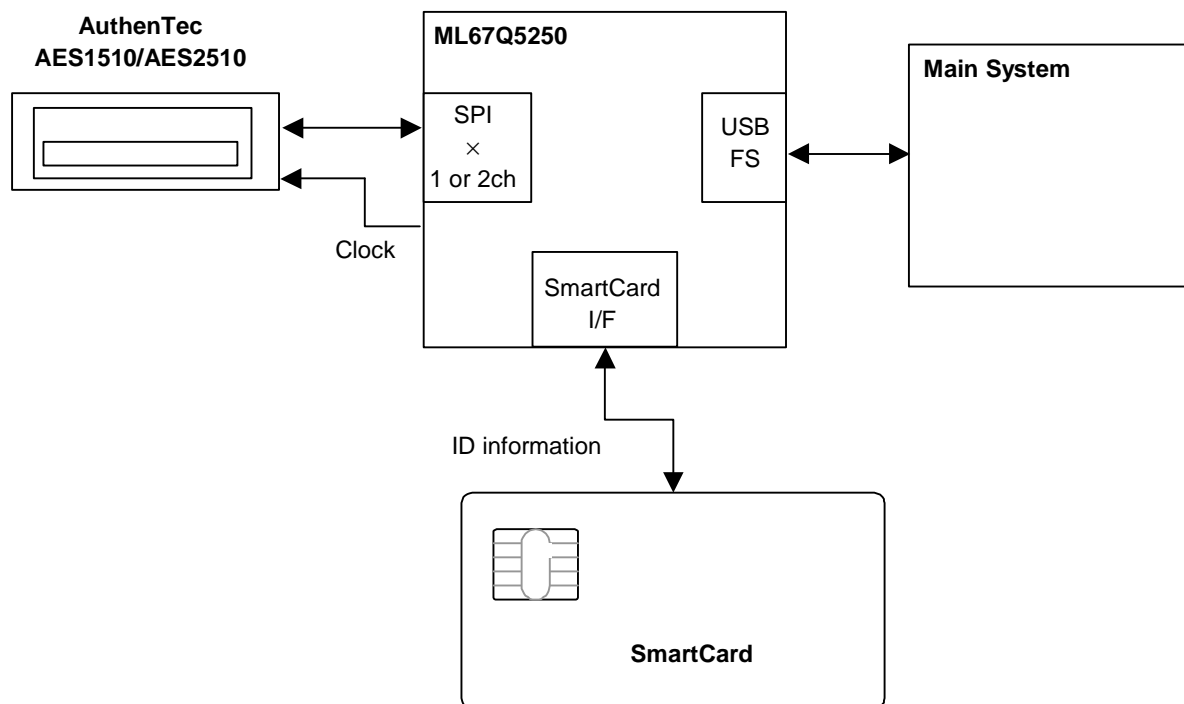 AuthenTec
AES1510/AES2510
ML67Q5250
Main System
SPI
×
1 or 2ch
USB
FS
Clock
SmartCard
I/F
ID information
SmartCard